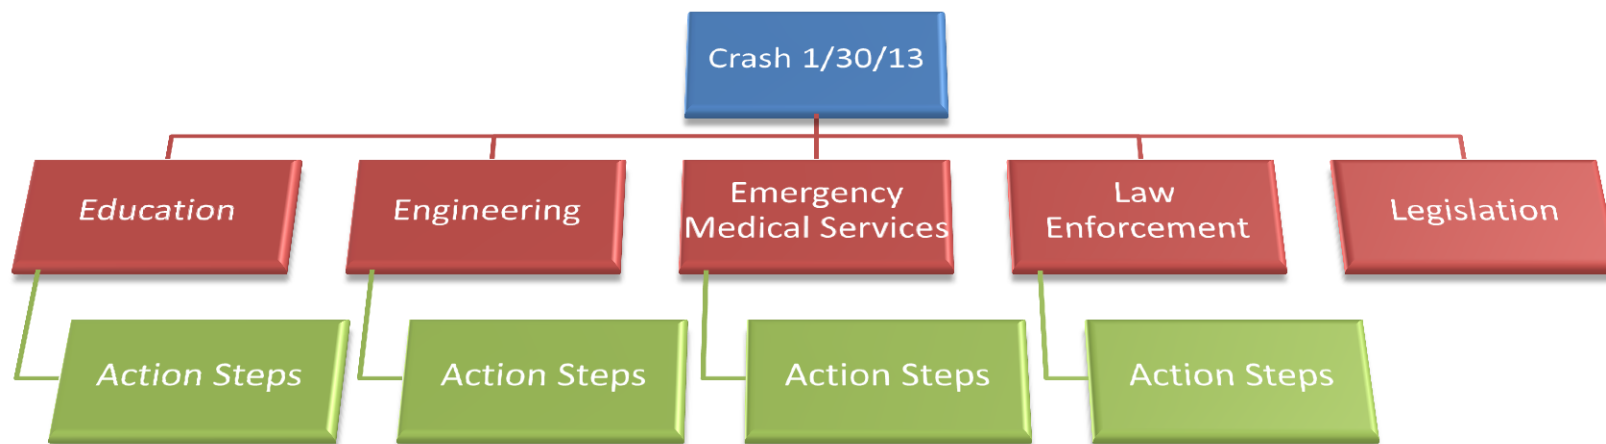 Crash 1/30/13
Education
Engineering
Emergency
Medical Services
Law
Enforcement
Legislation
Action Steps
Action Steps
Action Steps
Action Steps